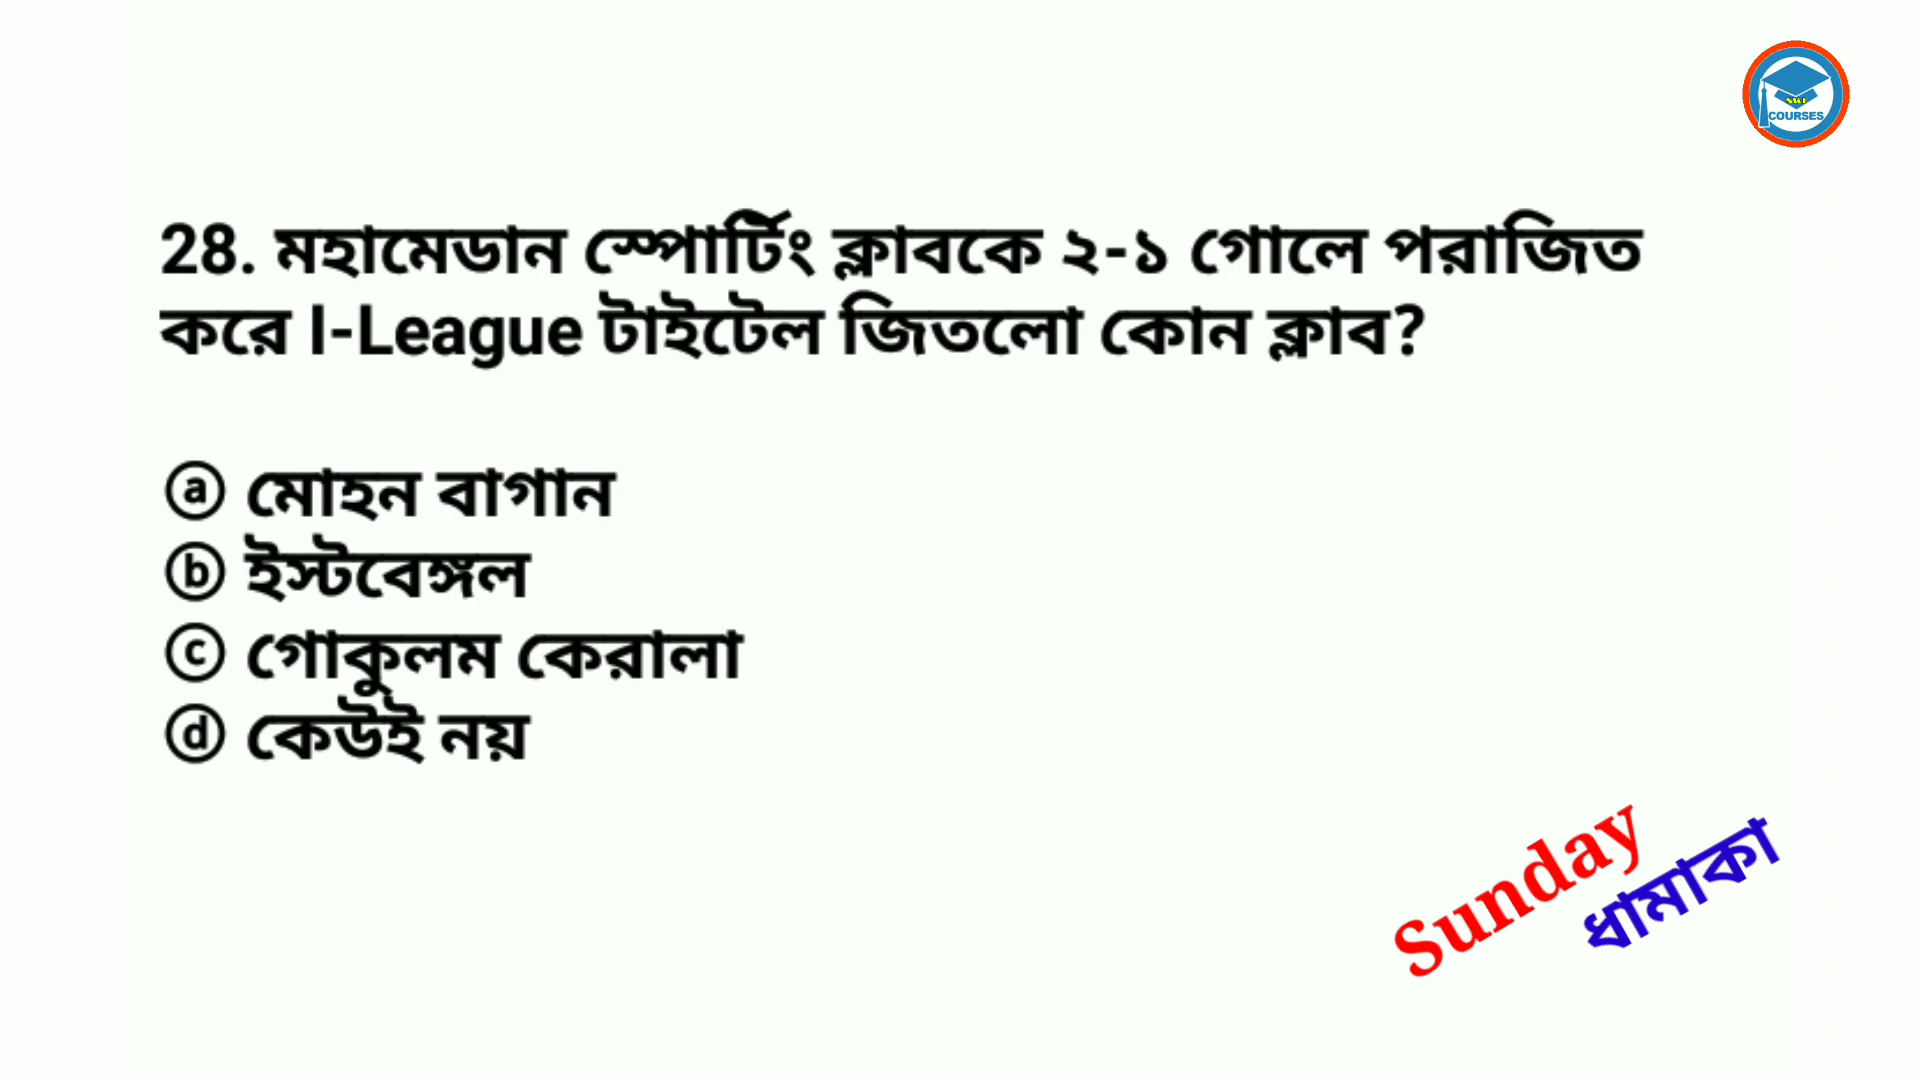 SWI
COURSES
28. মহামেডান স্পোর্টিং ক্লাবকে ২-১ গোলে পরাজিত
করে I-League টাইটেল জিতলো কোন ক্লাব?
ⓐ মোহন বাগান
ⓑ ইস্টবেঙ্গল
ⓒ গোকুলম কেরালা
ⓓ কেউই নয়
Sunday
ধামাকা